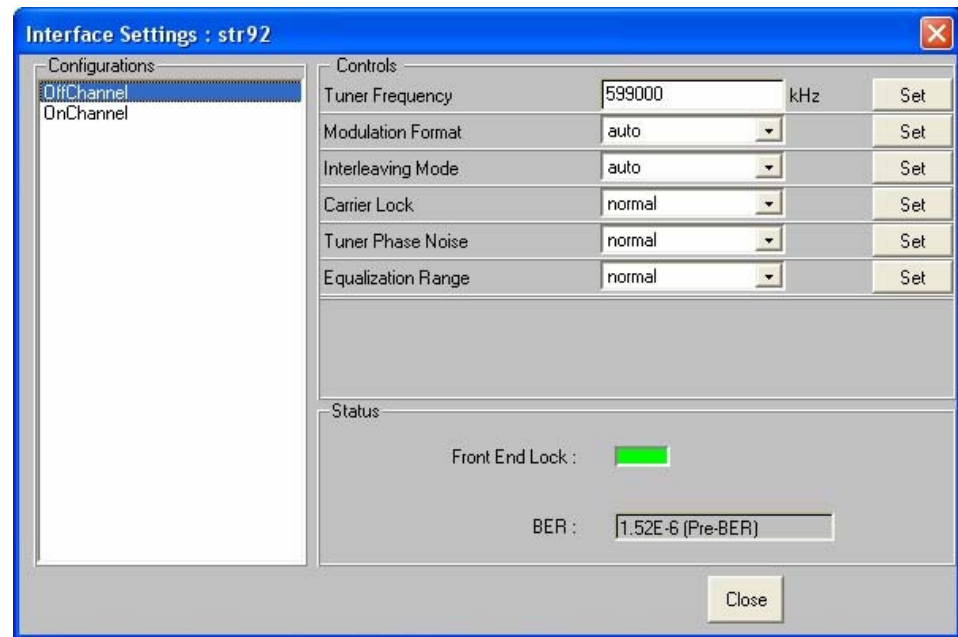 Interface Settings : str92
Configurations
OffChannel
OnChannel
Controls
Tuner Frequency 599000 kHz Set
Modulation Format auto Set
Interleaving Mode auto Set
Carrier Lock normal Set
Tuner Phase Noise normal Set
Equalization Range normal Set
Status
Front End Lock :
BER : 1.52E-6 (Pre-BER)
Close